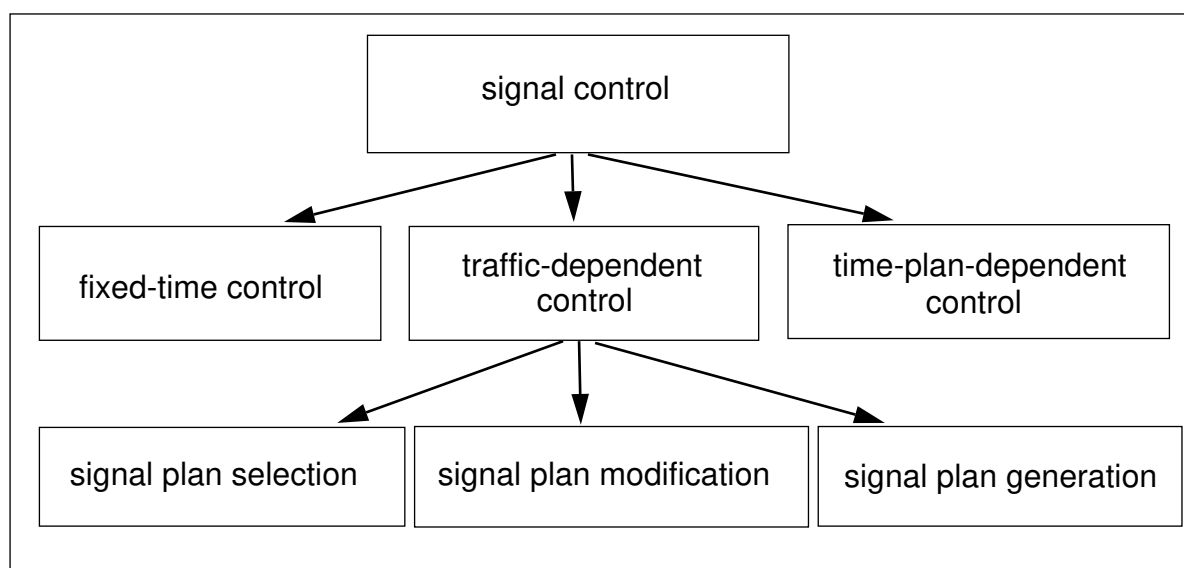 signal control
fixed-time control
traffic-dependent
control
time-plan-dependent
control
signal plan selection
signal plan modification
signal plan generation